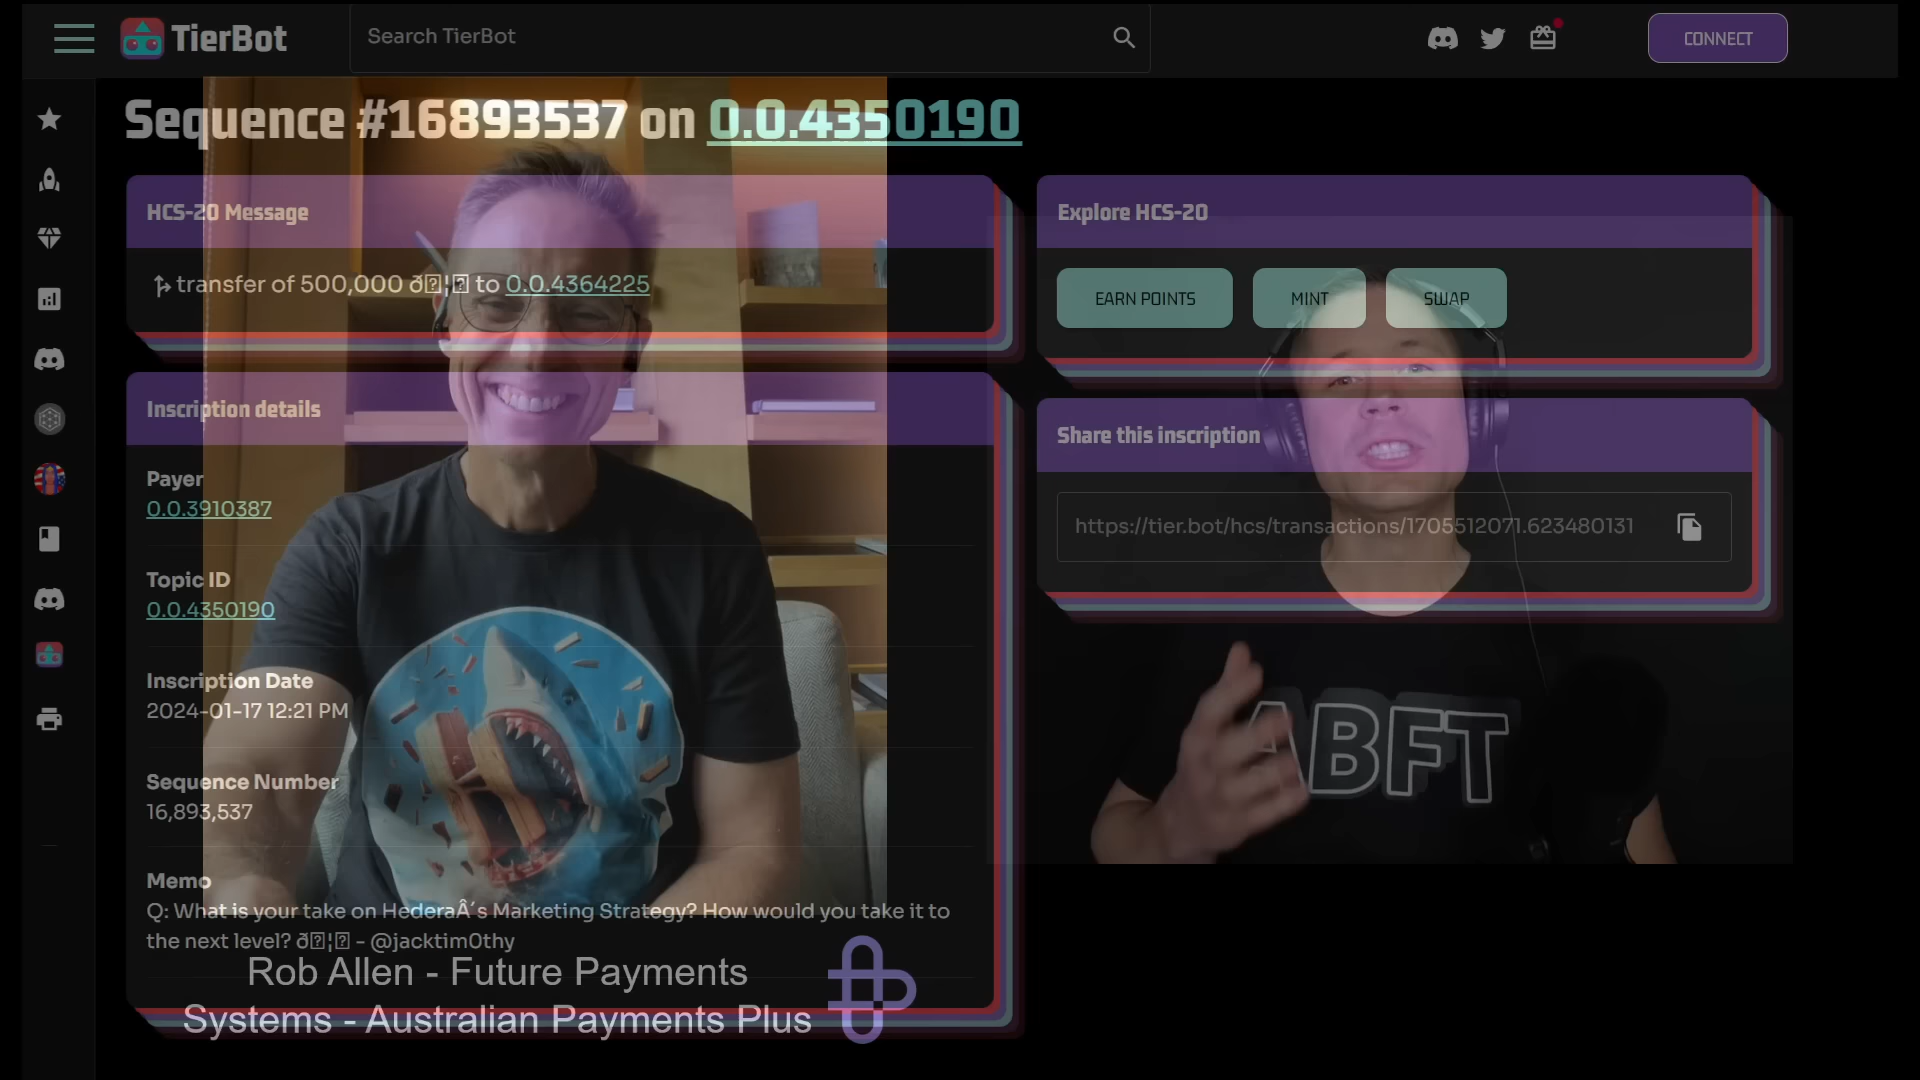 TierBot
Search TierBot
CONNECT
Sequence #16893537 on 0.0.4350190
HCS-20 Message
transfer of 500,000 ð¦ to 0.0.4364225
Explore HCS-20
EARN POINTS
MINT
SWAP
Inscription details
Share this inscription
https://tier.bot/hcs/transactions/1705512071.623480131
Payer
0.0.3910387
Topic ID
0.0.4350190
Inscription Date
2024-01-17 12:21 PM
Sequence Number
16,893,537
ABFT
Memo
Q: What is your take on HederaÂ´s Marketing Strategy? How would you take it to
the next level? ð¦ - @jacktim0thy
Rob Allen - Future Payments
Systems - Australian Payments Plus